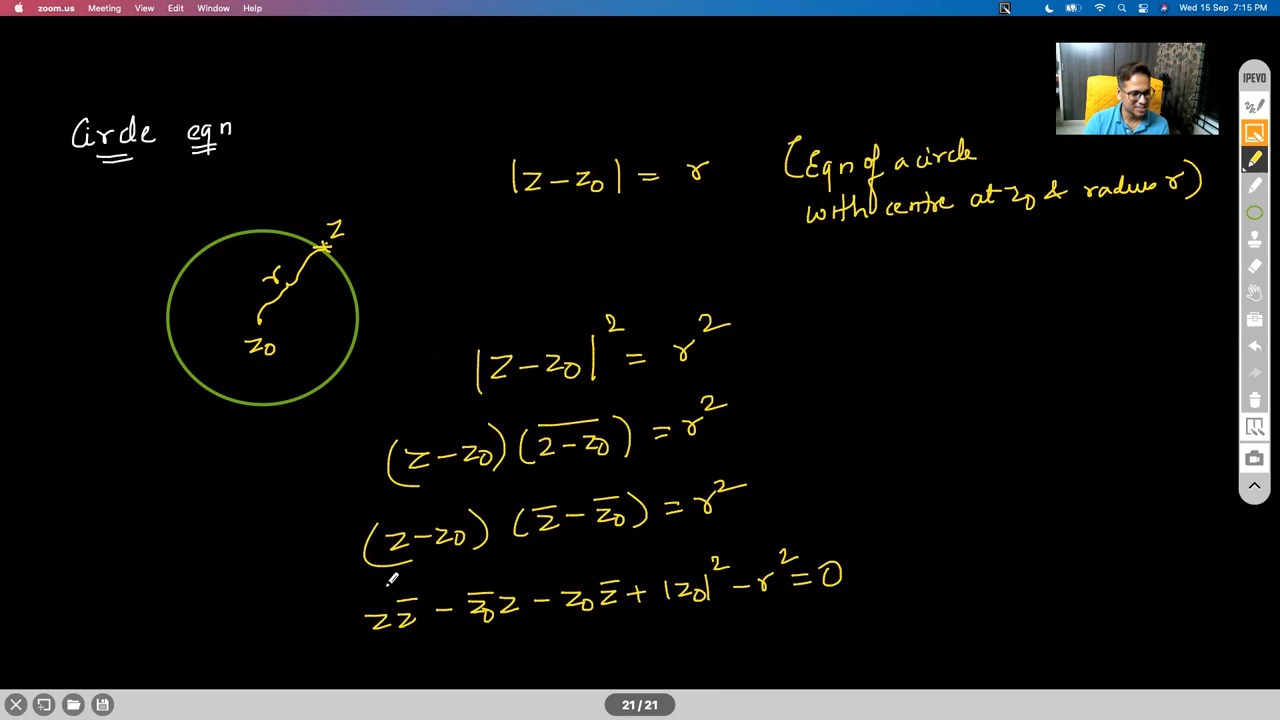 zoom.us Meeting View Edit Window Help Wed 15 Sep 7:15 PM
IPEVO
Circle eqn
|z-z0| = r (Eqn of a circle
with centre at z0 & radius r)
z
r
z0
|z-z0|² = r²
(z-z0)(\overline{z-z0}) = r²
(z-z0) (z̄-z̄0) = r²
zz̄ - z̄0z - z0z̄ + |z0|² - r² = 0
21 / 21